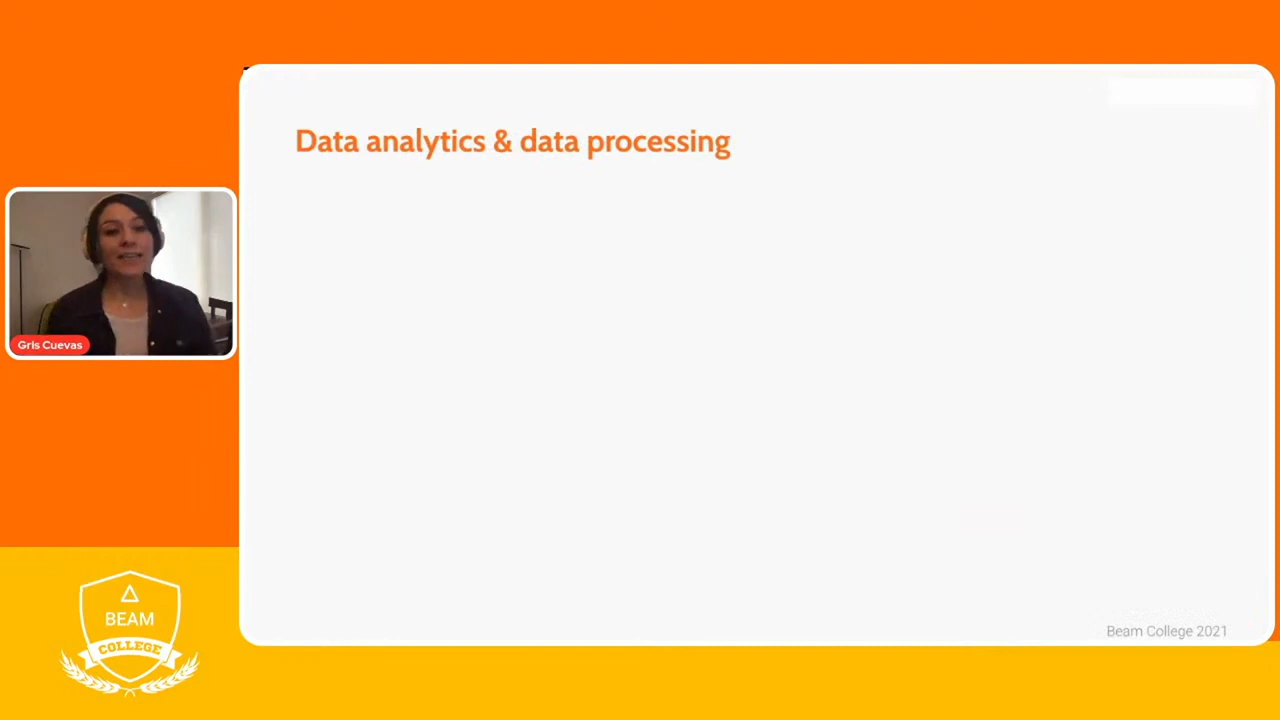 Data analytics & data processing
Gris Cuevas
BEAM
COLLEGE
Beam College 2021